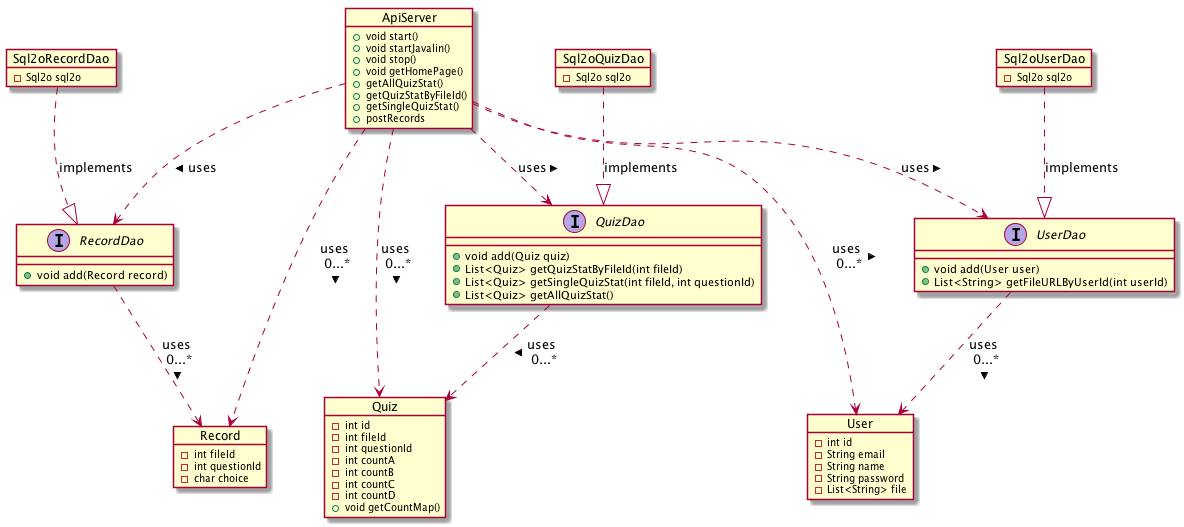 ApiServer
void start()
void startJavalin()
void stop()
void getHomePage()
getAllQuizStat()
getQuizStatByFileId()
getSingleQuizStat()
postRecords
Sql2oRecordDao
Sql2o sql2o
Sql2oQuizDao
Sql2o sql2o
Sql2oUserDao
Sql2o sql2o
implements
uses
uses
implements
uses
implements
I RecordDao
void add(Record record)
I QuizDao
void add(Quiz quiz)
List<Quiz> getQuizStatByFileId(int fileId)
List<Quiz> getSingleQuizStat(int fileId, int questionId)
List<Quiz> getAllQuizStat()
I UserDao
void add(User user)
List<String> getFileURLByUserId(int userId)
uses
0...*
uses
0...*
uses
0...*
uses
0...*
uses
0...*
uses
0...*
Record
int fileId
int questionId
char choice
Quiz
int id
int fileId
int questionId
int countA
int countB
int countC
int countD
void getCountMap()
User
int id
String email
String name
String password
List<String> file